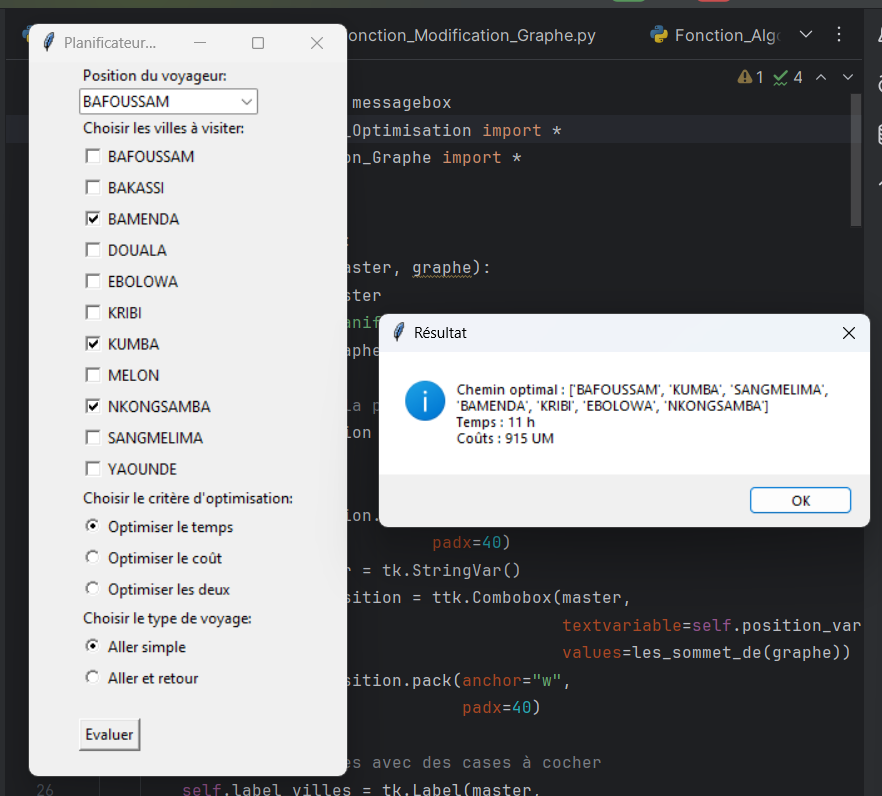 onction_Modification_Graphe.py
Fonction_Algo
Planificateur...
1
4
Position du voyageur:
BAFOUSSAM
messagebox
Choisir les villes à visiter:
_Optimisation import *
BAFOUSSAM
on_Graphe import *
BAKASSI
BAMENDA
DOUALA
aster, graphe):
EBOLOWA
ster
KRIBI
anif
Résultat
KUMBA
aphe
MELON
Chemin optimal : ['BAFOUSSAM', 'KUMBA', 'SANGMELIMA',
'BAMENDA', 'KRIBI', 'EBOLOWA', 'NKONGSAMBA']
Temps : 11 h
Coûts : 915 UM
NKONGSAMBA
la p
SANGMELIMA
ion
YAOUNDE
Choisir le critère d'optimisation:
OK
Optimiser le temps
ion.
padx=40)
Optimiser le coût
r = tk.StringVar()
Optimiser les deux
sition = ttk.Combobox(master,
Choisir le type de voyage:
textvariable=self.position_var
Aller simple
values=les_sommet_de(graphe))
Aller et retour
sition.pack(anchor="w",
padx=40)
Evaluer
es avec des cases à cocher
26
self.label_villes = tk.Label(master,